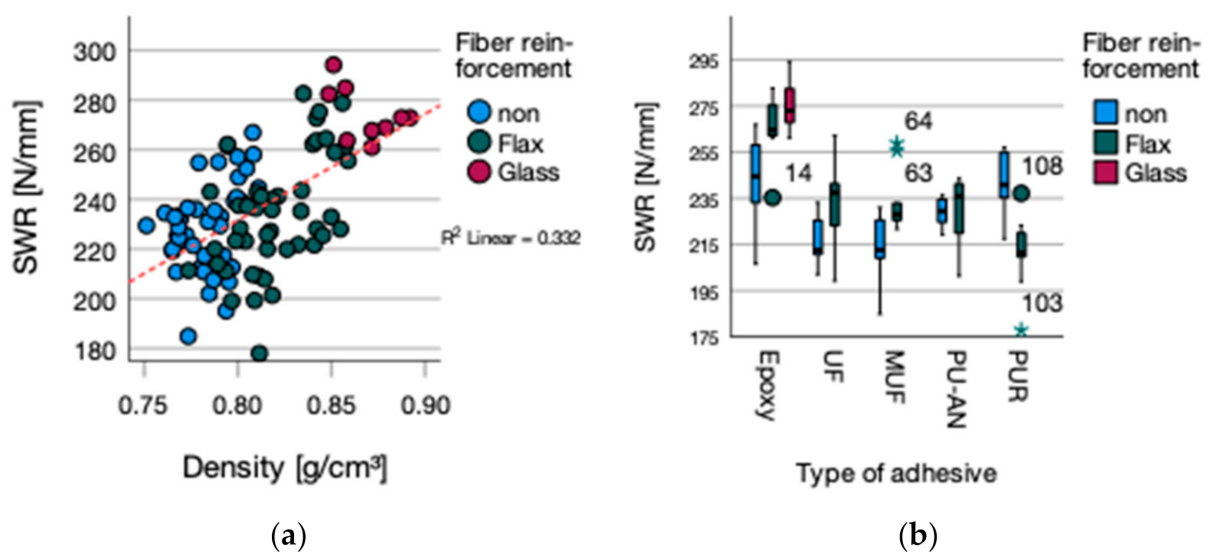 300
280
260
240
220
200
180
SWR [N/mm]
0.75
0.80
0.85
0.90
Density [g/cm³]
Fiber rein-
forcement
non
Flax
Glass
R² Linear = 0.332
(a)
295
275
255
235
215
195
175
SWR [N/mm]
14
64
63
108
103
Epoxy
UF
MUF
PU-AN
PUR
Type of adhesive
Fiber rein-
forcement
non
Flax
Glass
(b)